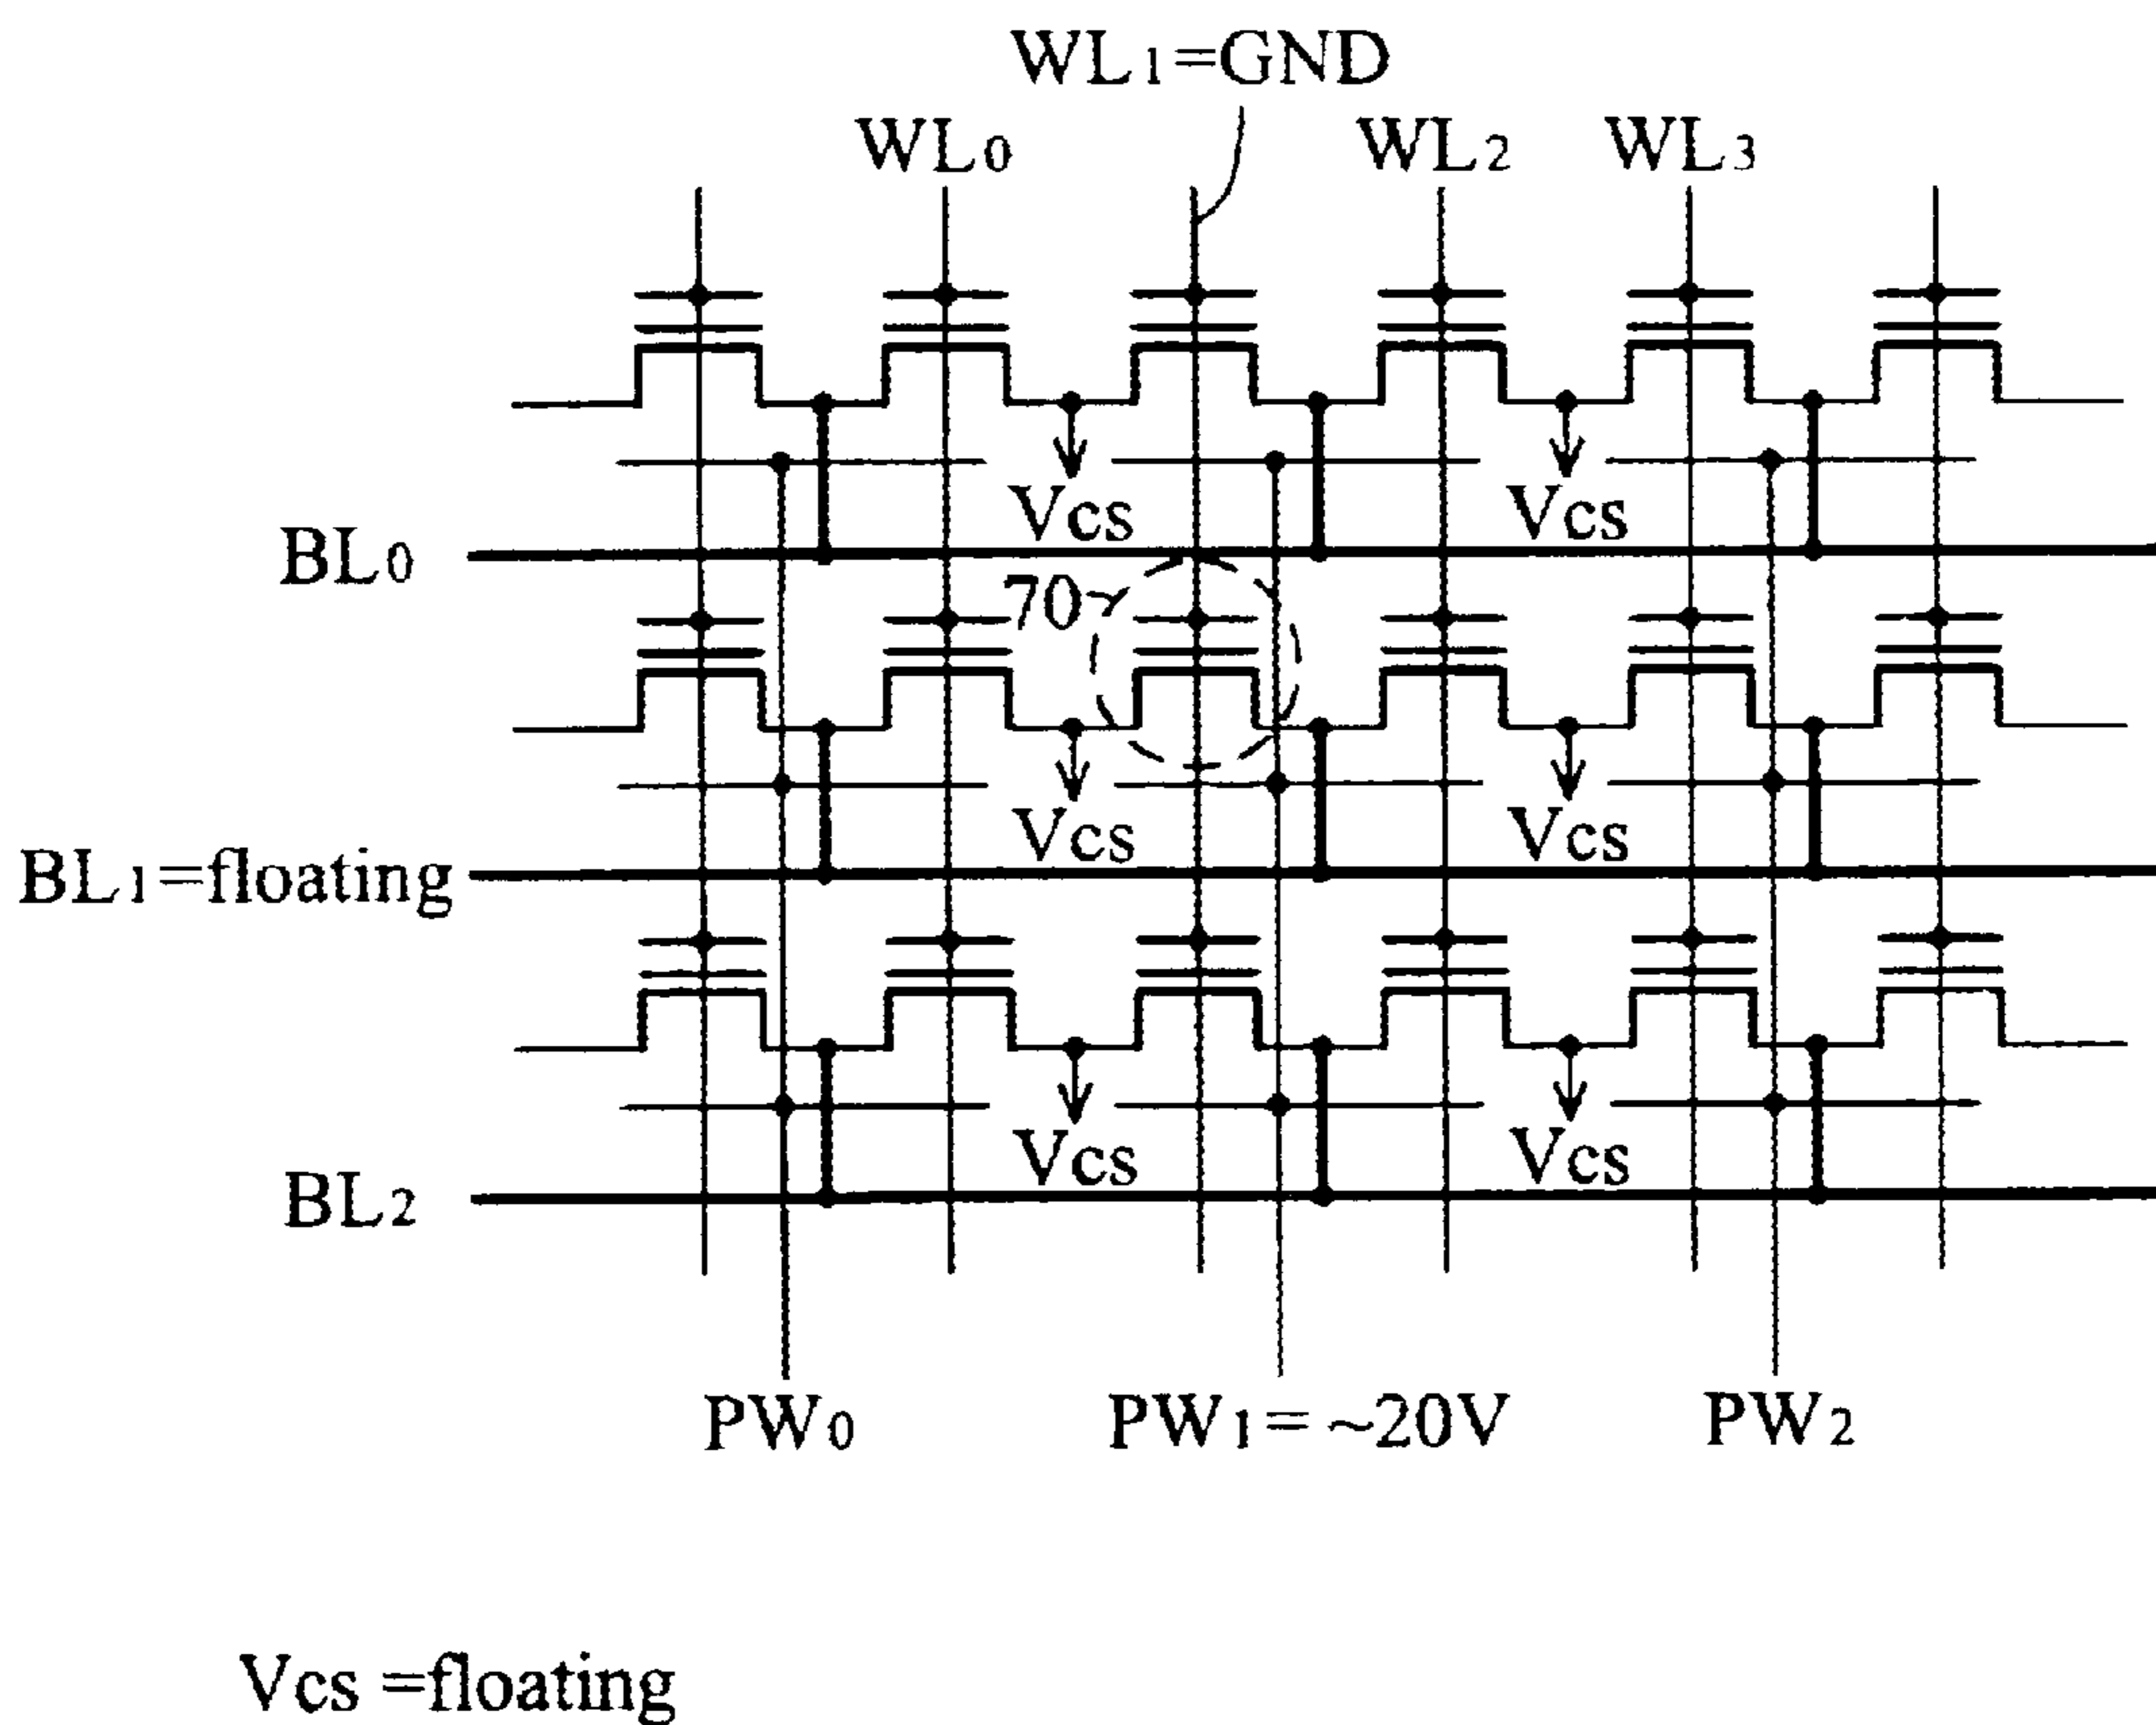 WL1=GND
WL0 WL2 WL3
Vcs Vcs
BL0
70
Vcs Vcs
BL1=floating
Vcs Vcs
BL2
PW0 PW1= ~20V PW2
Vcs =floating